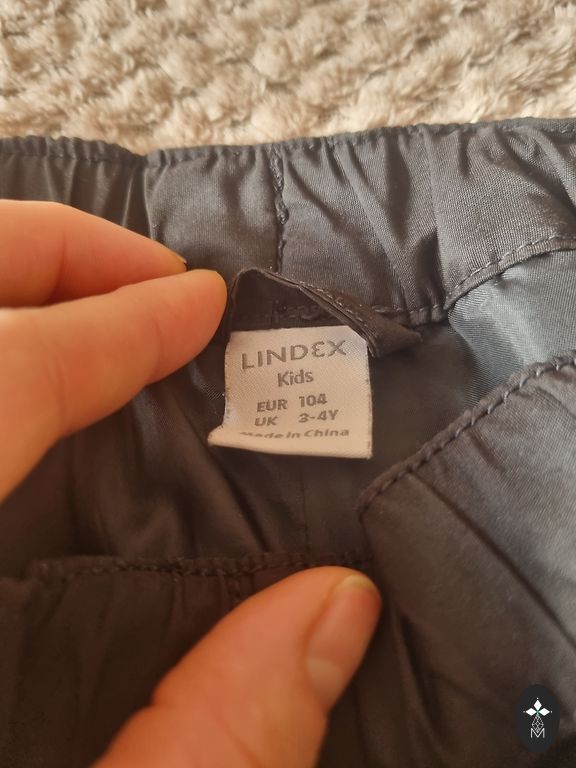 LINDEX
Kids
EUR 104
UK 3-4Y
Made in China